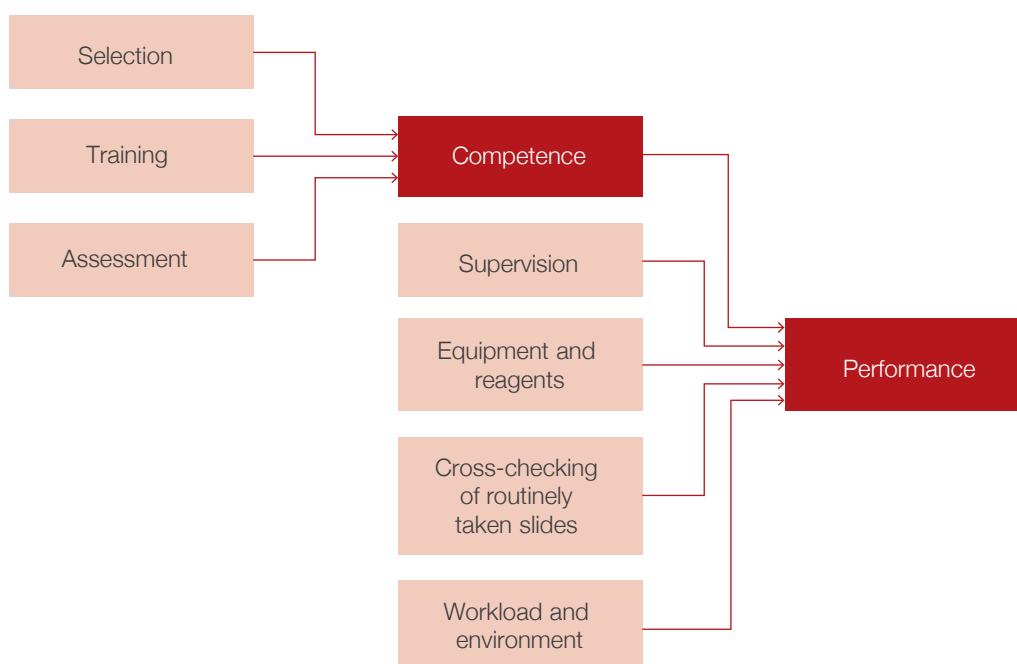 Selection
Training
Assessment
Competence
Supervision
Equipment and
reagents
Cross-checking
of routinely
taken slides
Workload and
environment
Performance